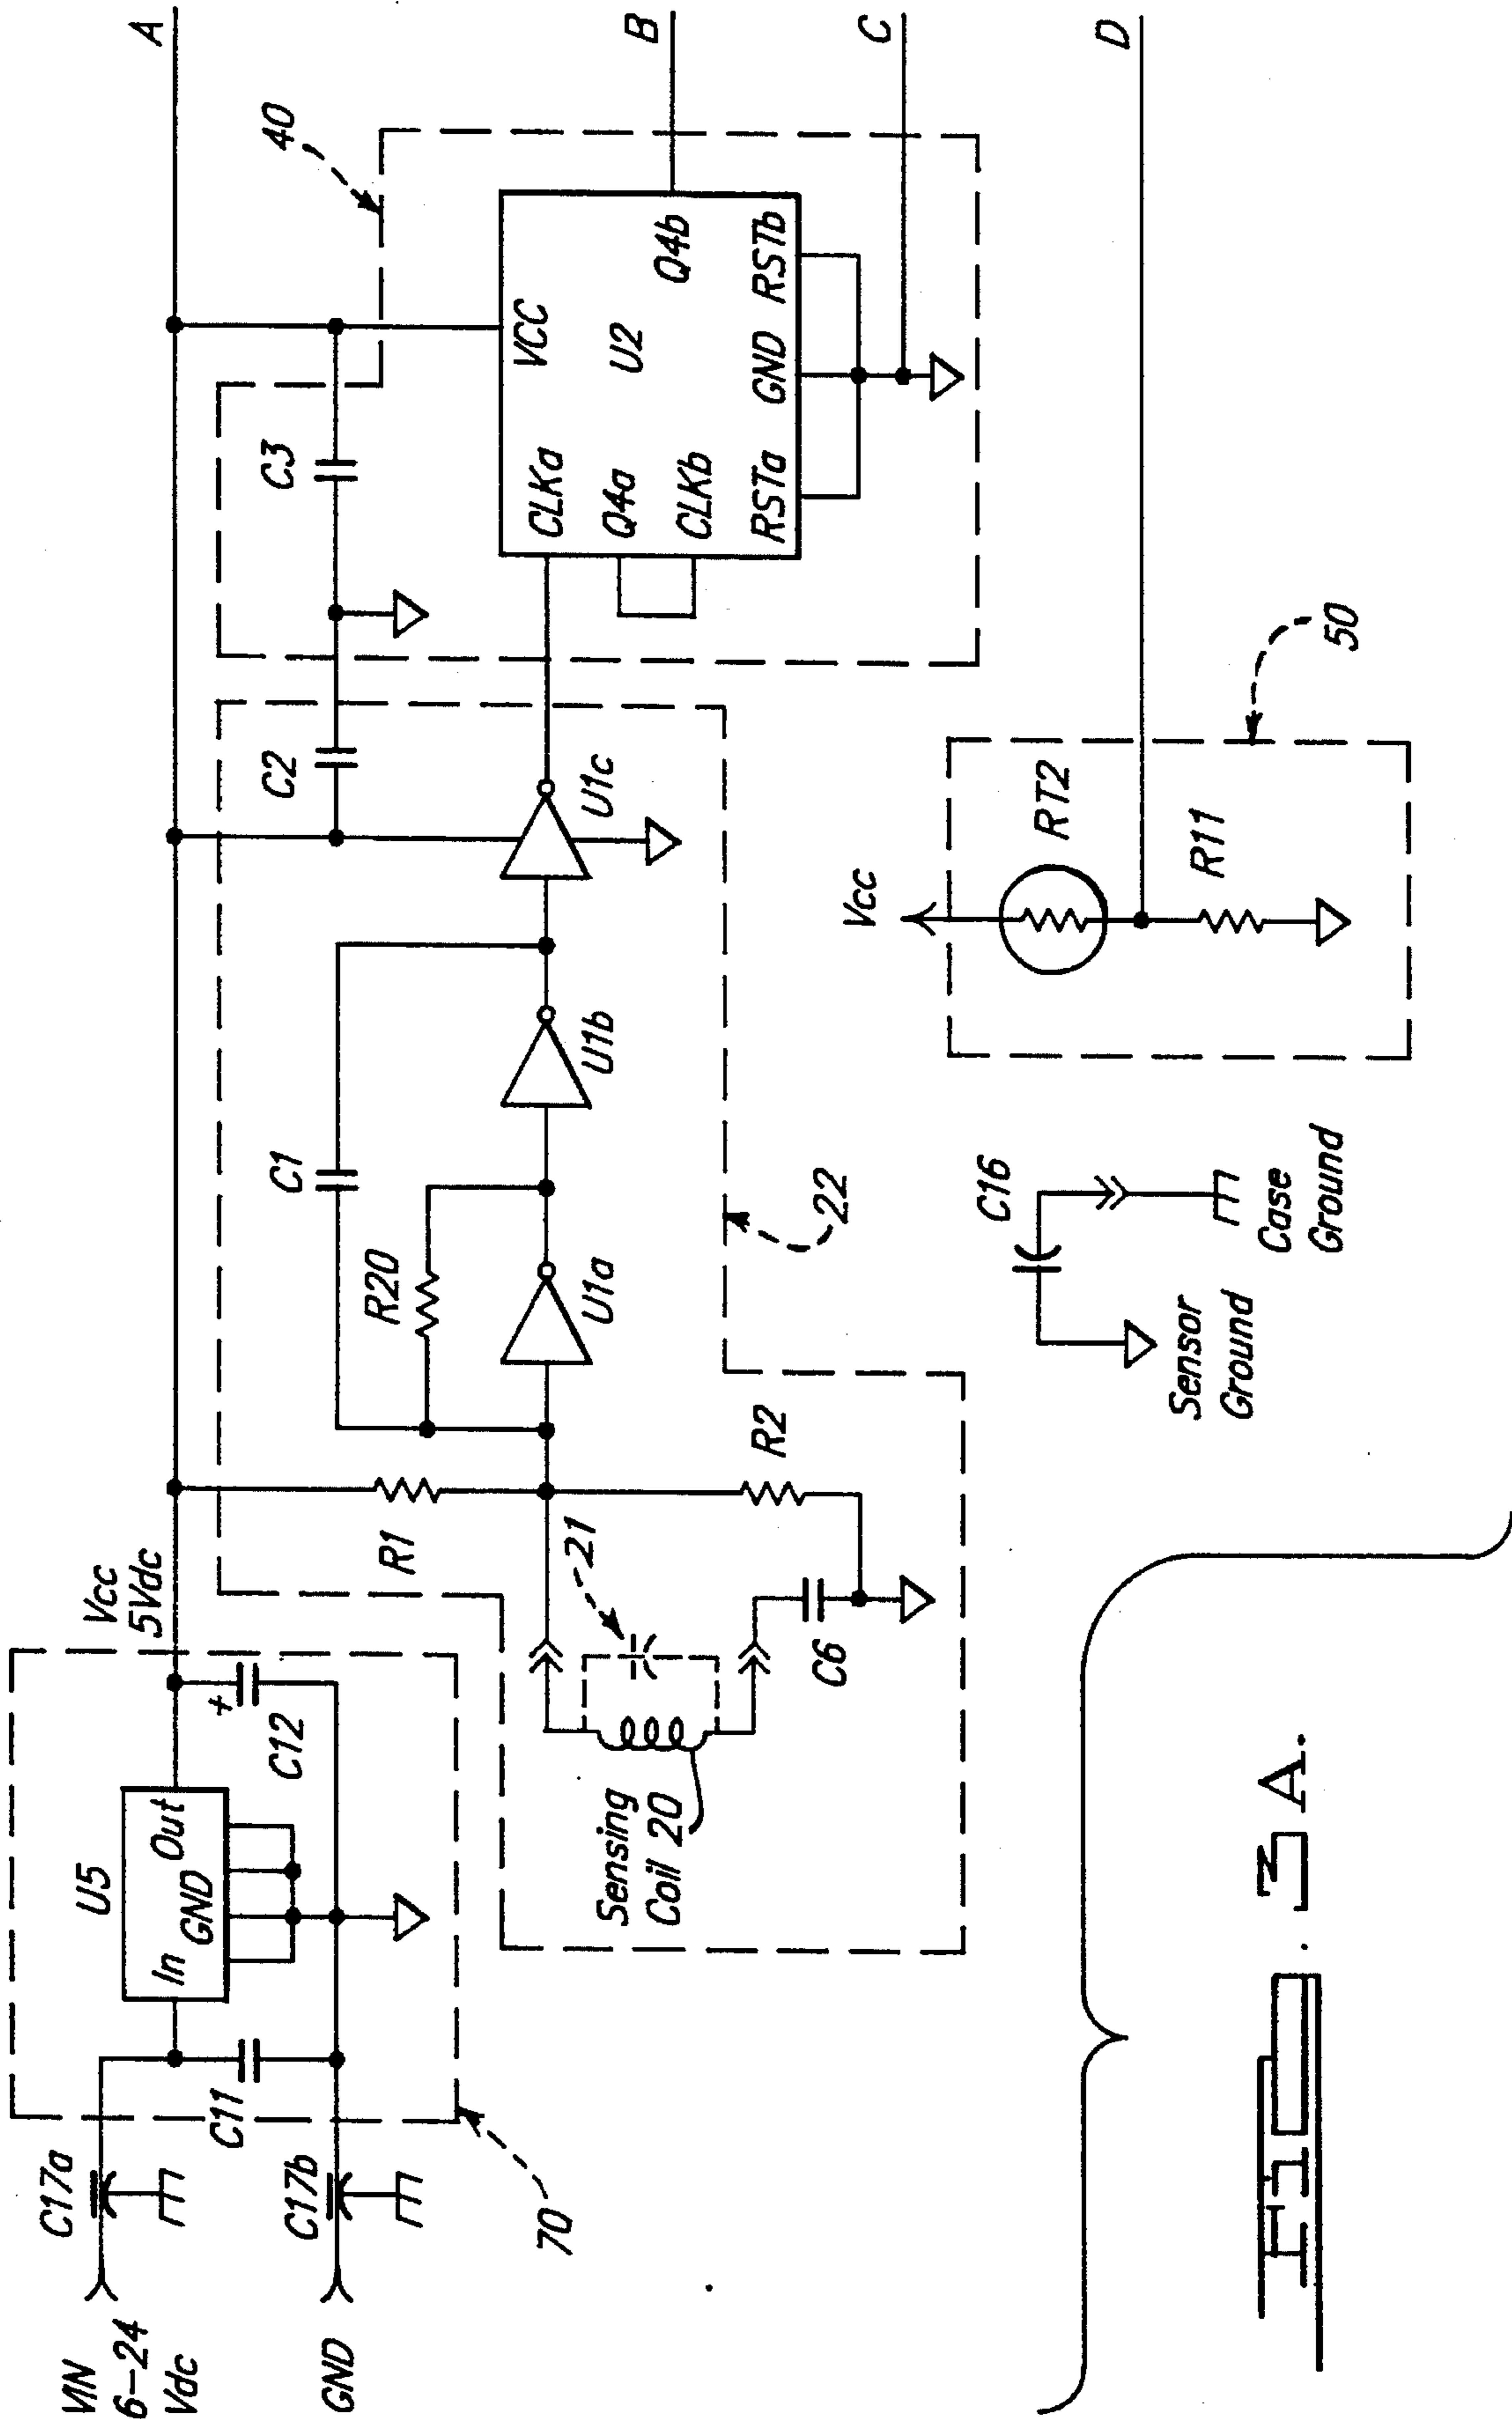 VIN
6-24
Vdc
GND
C17a
C17b
70
C11
U5
In
Out
GND
C12
Vcc
5Vdc
A
Sensing
Coil 20
21
C6
R1
R2
R20
C1
U1a
U1b
U1c
22
C2
C3
40
CLKa
VCC
Q4a
U2
Q4b
CLKb
RSTa
GND
RSTb
B
C
Vcc
RT2
R11
50
D
C16
Sensor
Ground
Case
Ground
Fig. 3A.